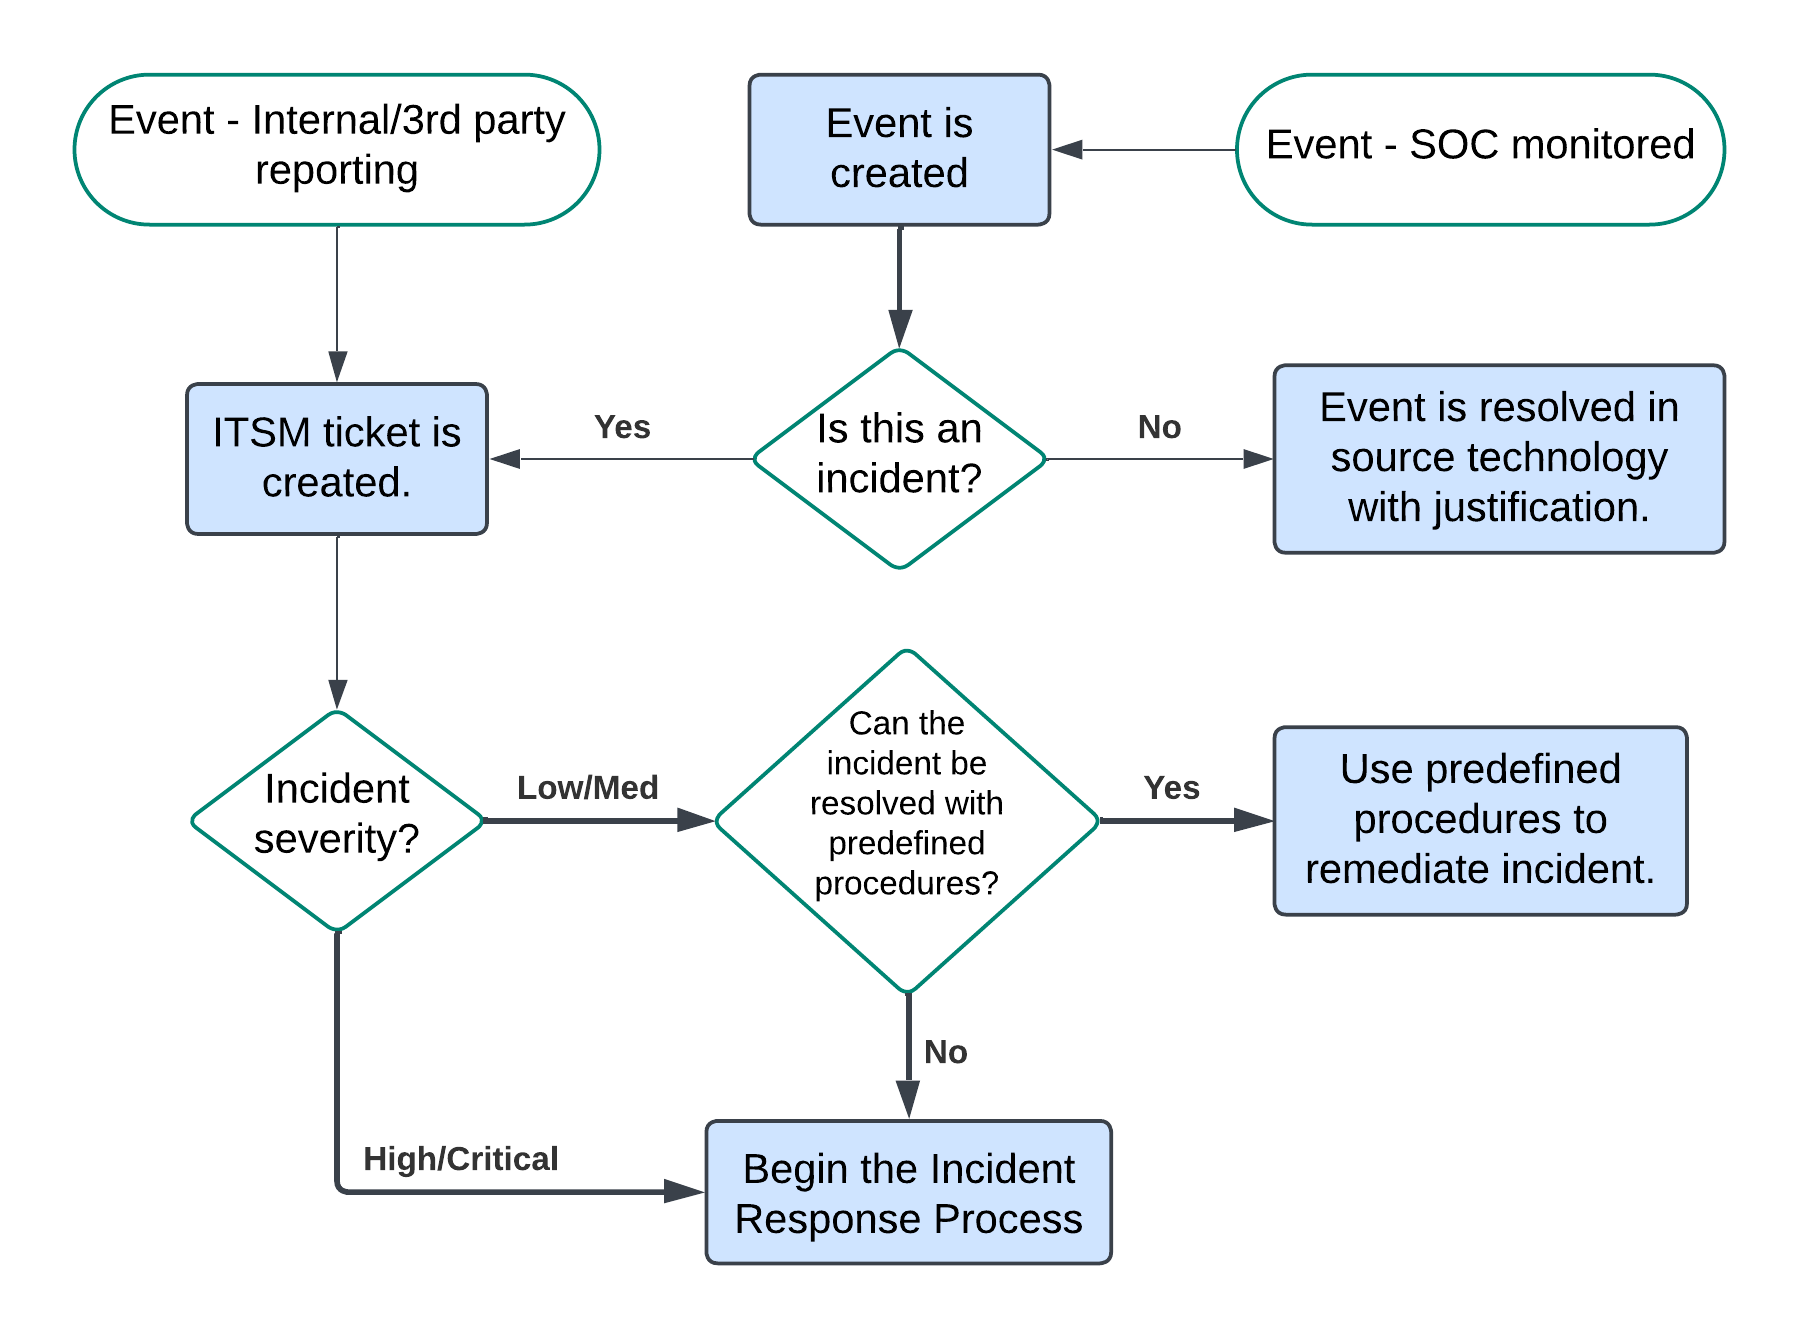 Event - Internal/3rd party
reporting
Event is
created
Event - SOC monitored
ITSM ticket is
created.
Yes
Is this an
incident?
No
Event is resolved in
source technology
with justification.
Incident
severity?
Low/Med
Can the
incident be
resolved with
predefined
procedures?
Yes
Use predefined
procedures to
remediate incident.
No
High/Critical
Begin the Incident
Response Process